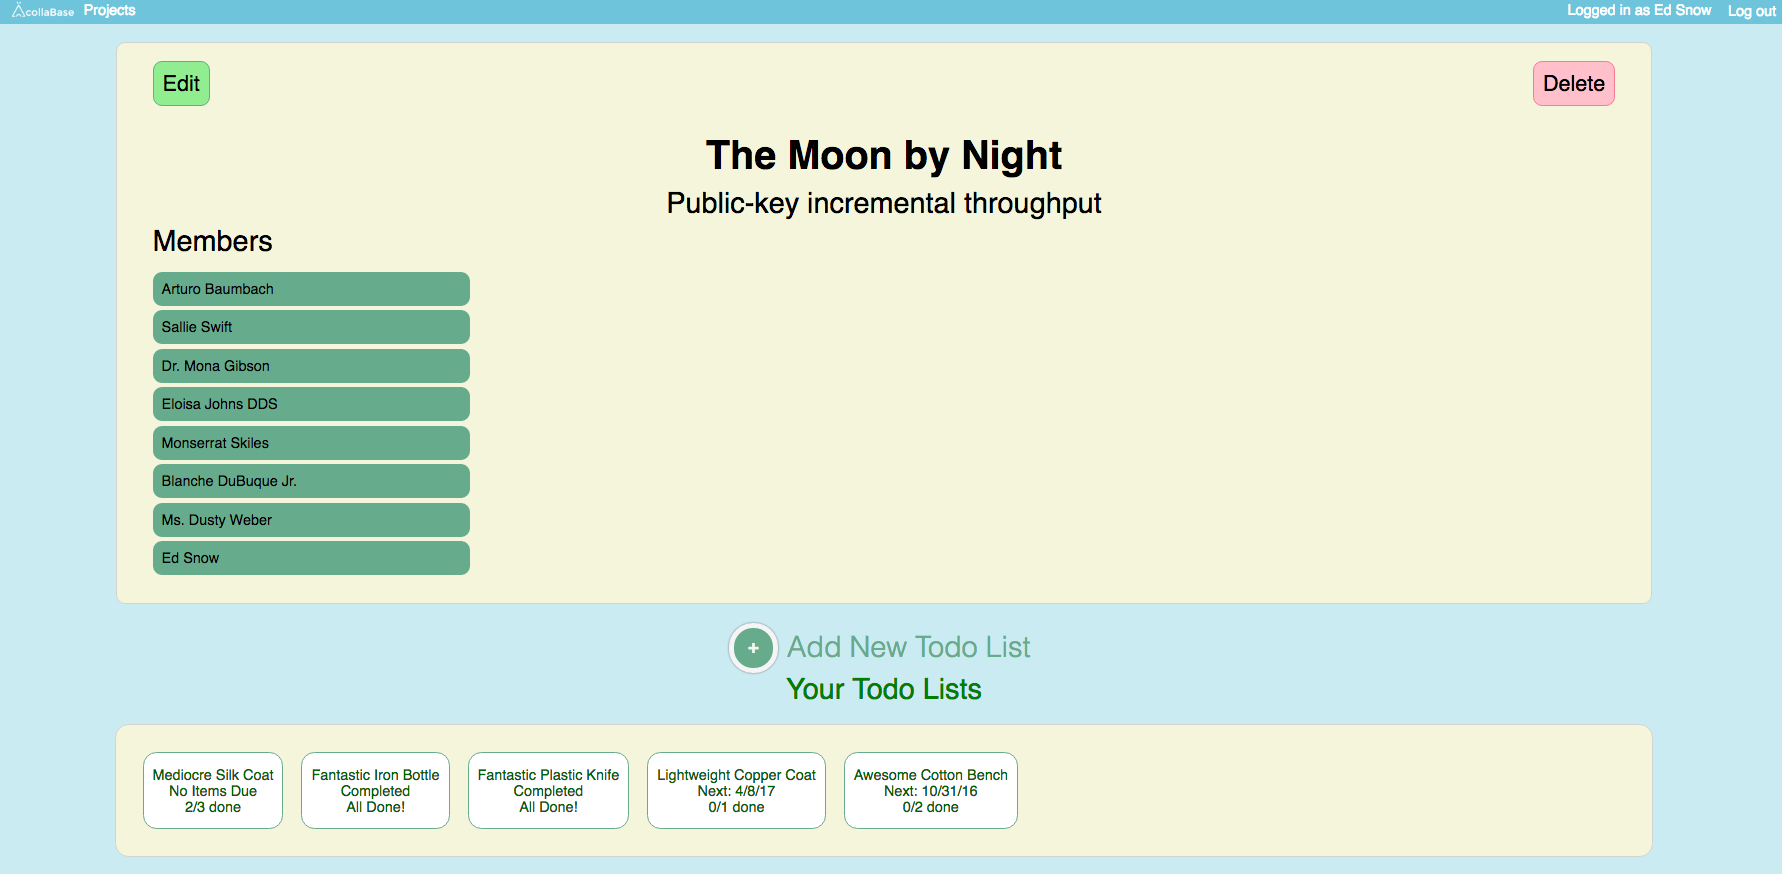 collaBase Projects Logged in as Ed Snow Log out
Edit Delete
The Moon by Night
Public-key incremental throughput
Members
Arturo Baumbach
Sallie Swift
Dr. Mona Gibson
Eloisa Johns DDS
Monserrat Skiles
Blanche DuBuque Jr.
Ms. Dusty Weber
Ed Snow
+ Add New Todo List
Your Todo Lists
Mediocre Silk Coat
No Items Due
2/3 done
Fantastic Iron Bottle
Completed
All Done!
Fantastic Plastic Knife
Completed
All Done!
Lightweight Copper Coat
Next: 4/8/17
0/1 done
Awesome Cotton Bench
Next: 10/31/16
0/2 done